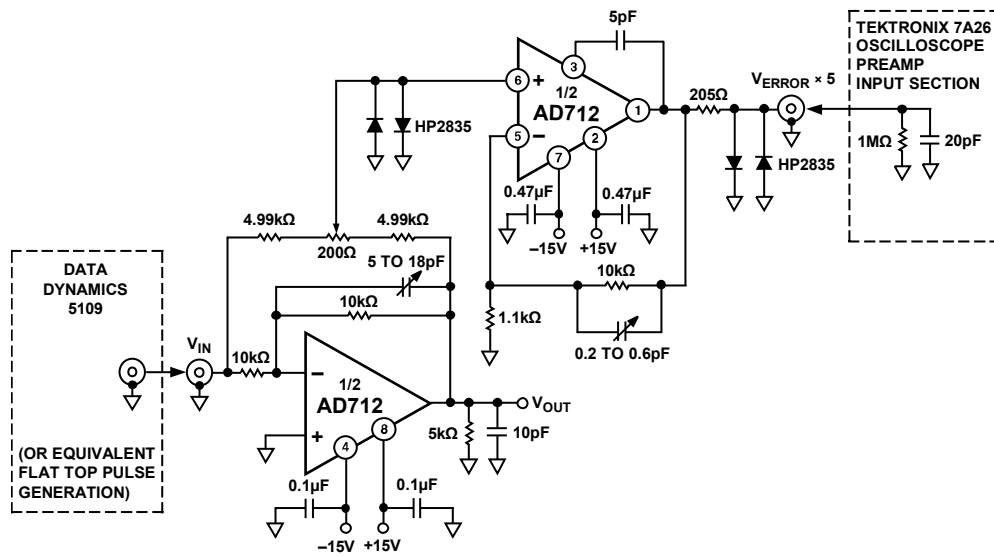 5pF
TEKTRONIX 7A26
OSCILLOSCOPE
PREAMP
INPUT SECTION
6
+
3
1/2
AD712
1
5
–
2
7
205Ω
VERROR × 5
1MΩ
20pF
HP2835
HP2835
0.47µF
0.47µF
–15V
+15V
4.99kΩ
4.99kΩ
200Ω
5 TO 18pF
10kΩ
10kΩ
1.1kΩ
0.2 TO 0.6pF
DATA
DYNAMICS
5109
VIN
10kΩ
–
1/2
AD712
+
8
4
VOUT
5kΩ
10pF
(OR EQUIVALENT
FLAT TOP PULSE
GENERATION)
0.1µF
0.1µF
–15V
+15V